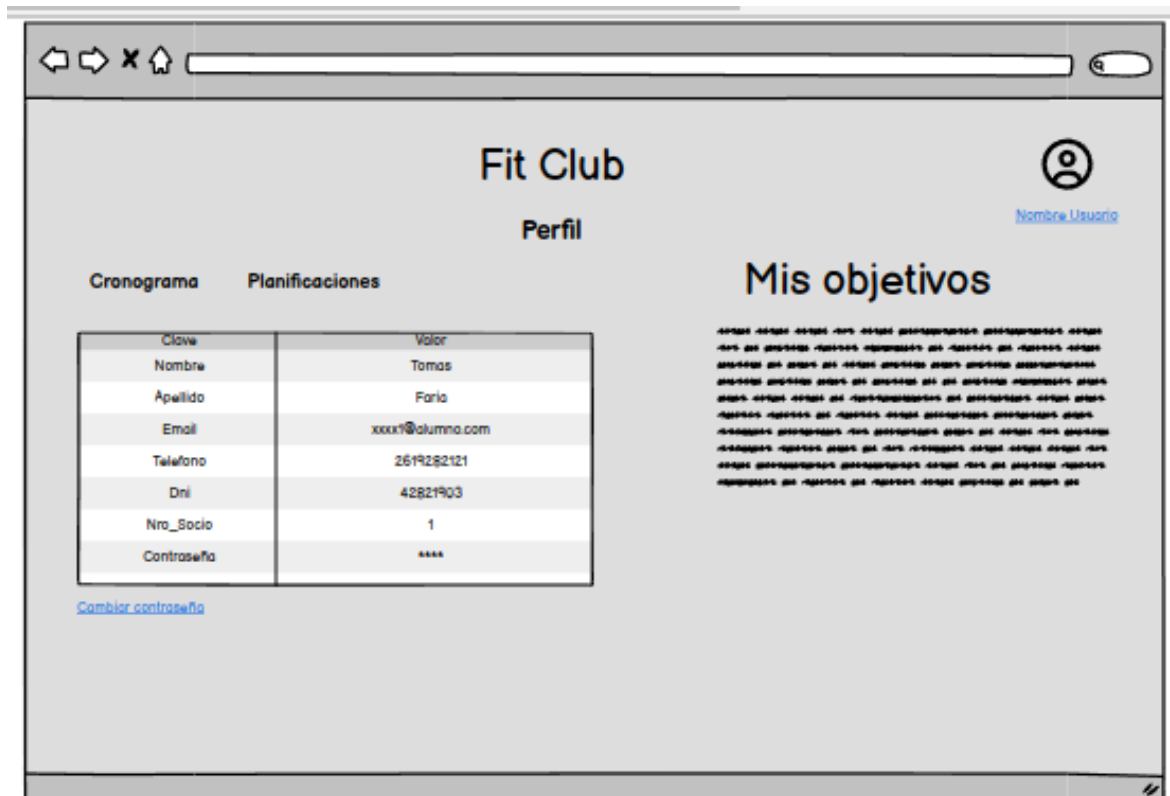 Fit Club
Nombre Usuario
Perfil
Cronograma Planificaciones
Mis objetivos
Clave Valor
Nombre Tomas
Apellido Faria
Email xxxx1@alumno.com
Telefono 2619282121
Dni 42821903
Nro_Socio 1
Contraseña ****
Cambiar contraseña